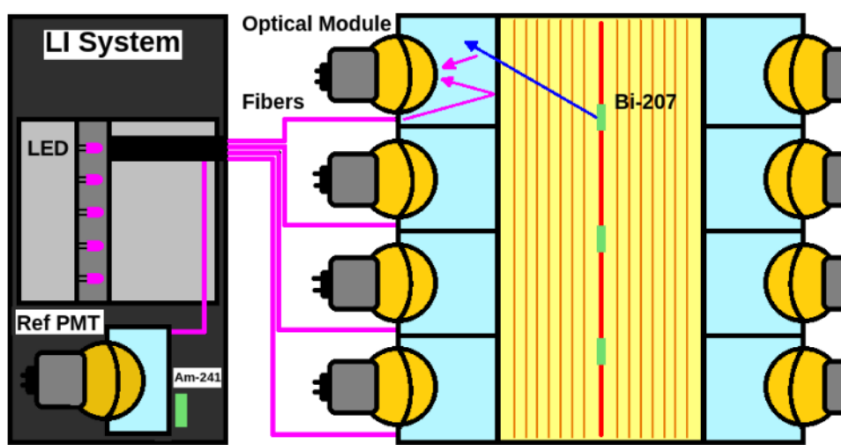 LI System
Optical Module
Fibers
Bi-207
LED
Ref PMT
Am-241